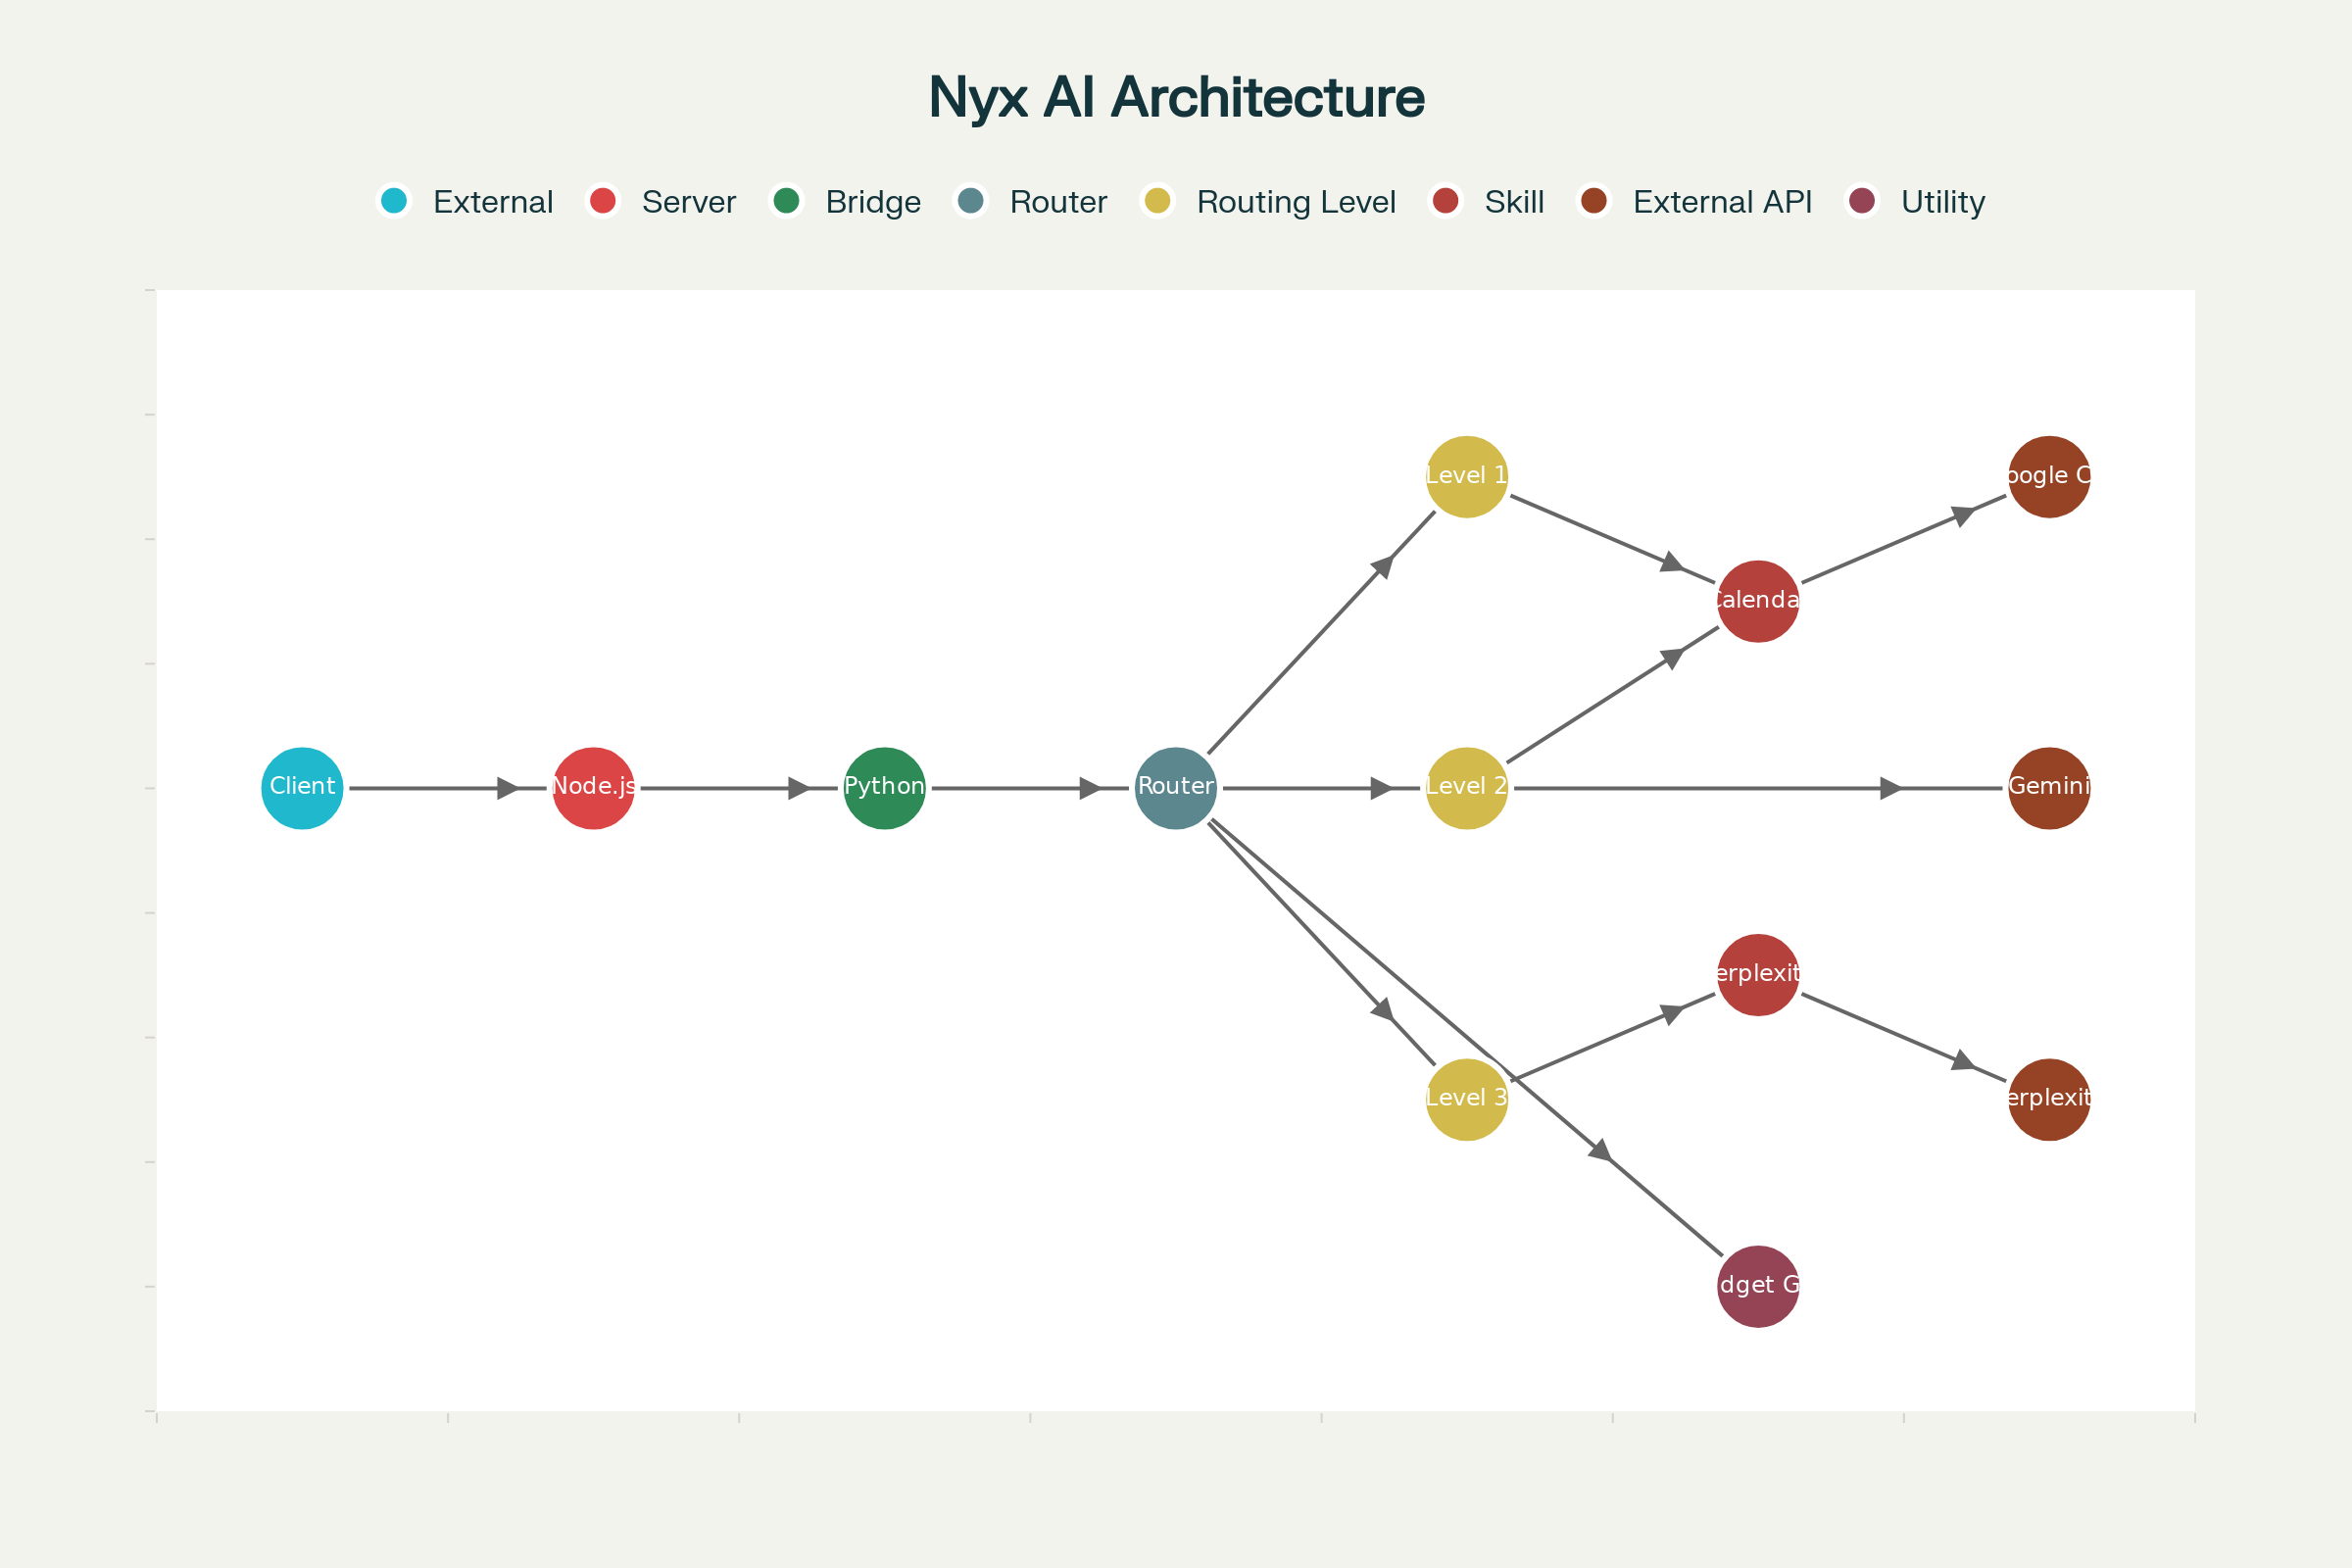 Nyx AI Architecture
External Server Bridge Router Routing Level Skill External API Utility
Level 1
oogle C
Calenda
Client
Node.js
Python
Router
Level 2
Gemini
erplexit
Level 3
erplexit
dget G